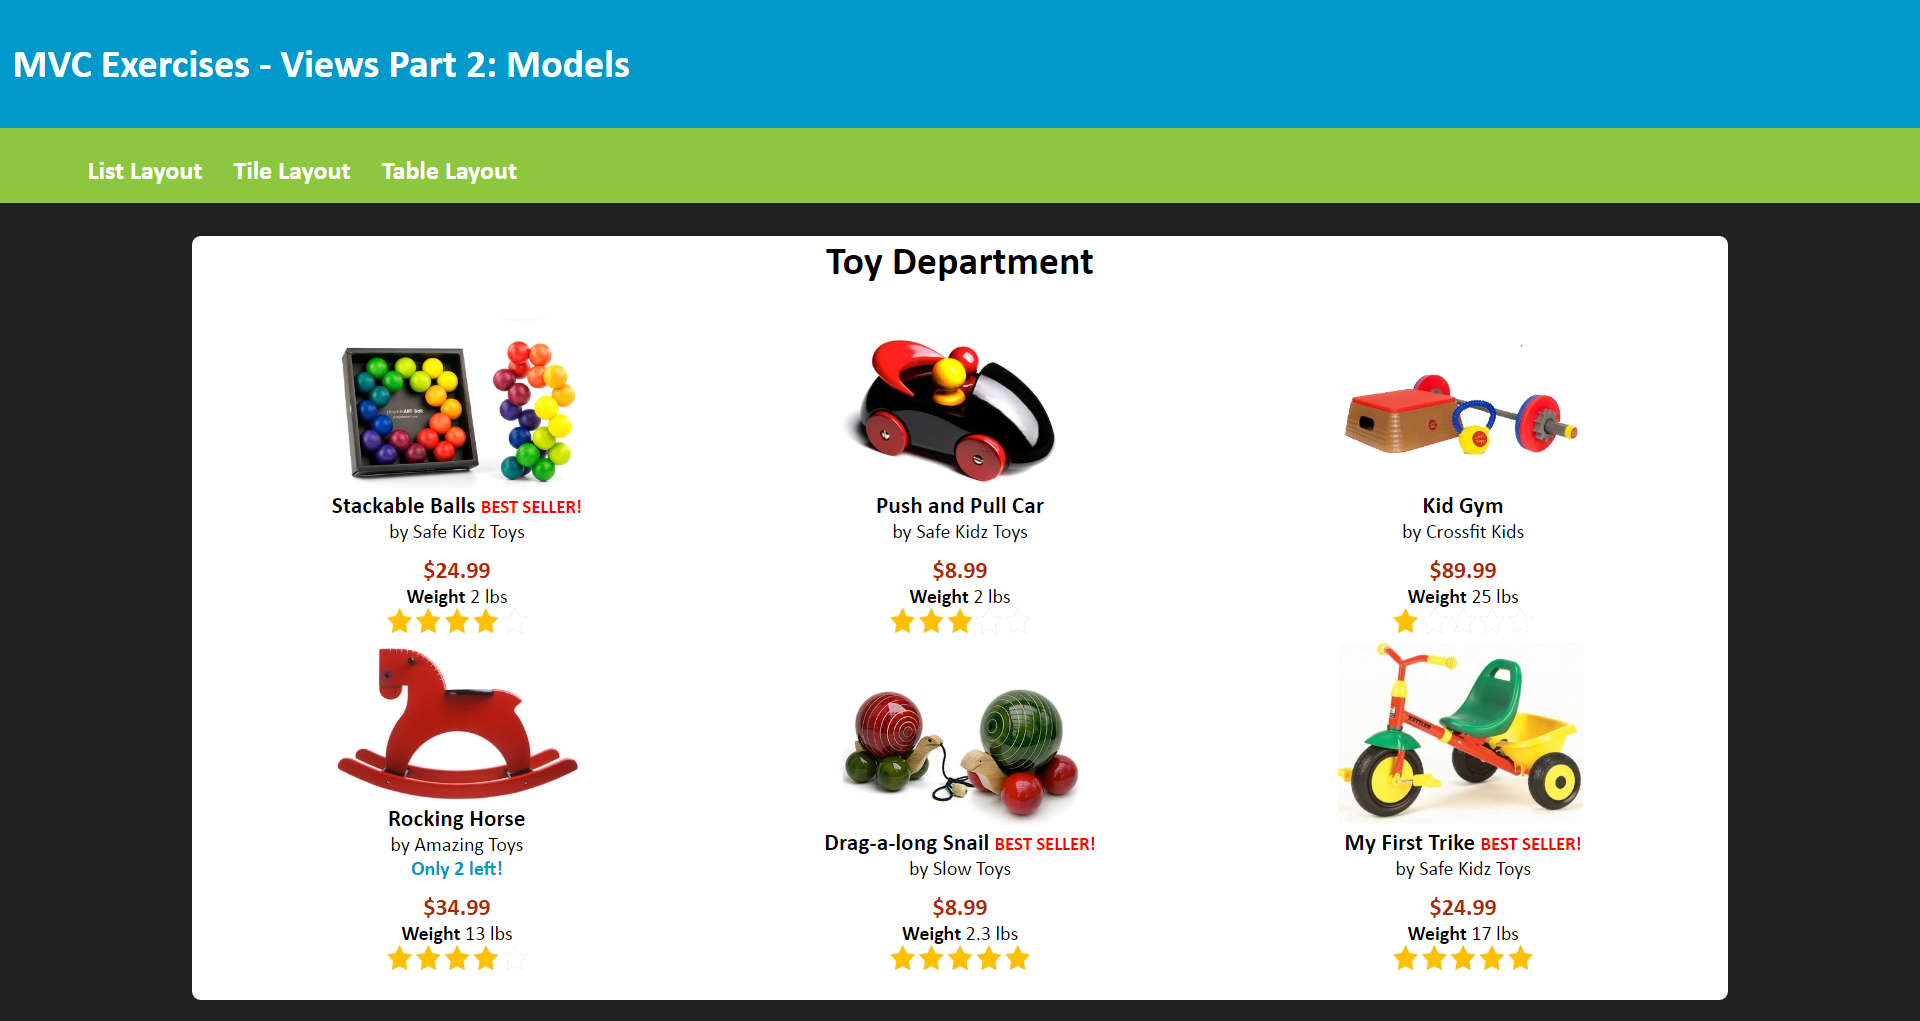 MVC Exercises - Views Part 2: Models
List Layout Tile Layout Table Layout
Toy Department
Stackable Balls BEST SELLER!
by Safe Kidz Toys
$24.99
Weight 2 lbs
Push and Pull Car
by Safe Kidz Toys
$8.99
Weight 2 lbs
Kid Gym
by Crossfit Kids
$89.99
Weight 25 lbs
Rocking Horse
by Amazing Toys
Only 2 left!
$34.99
Weight 13 lbs
Drag-a-long Snail BEST SELLER!
by Slow Toys
$8.99
Weight 2.3 lbs
KETTLER
My First Trike BEST SELLER!
by Safe Kidz Toys
$24.99
Weight 17 lbs